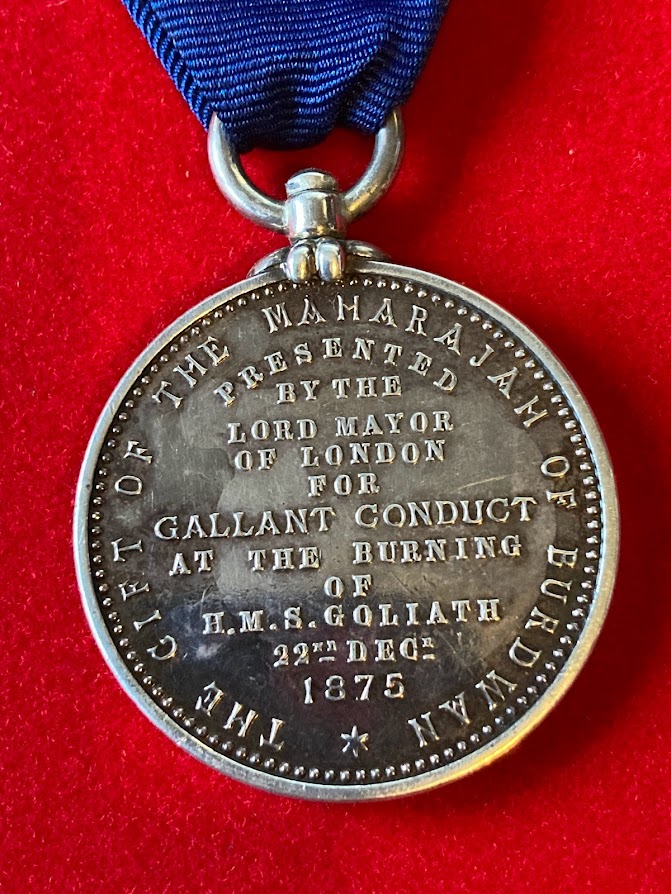 THE GIFT OF THE MAHARAJAH OF BURDWAN
PRESENTED
BY THE
LORD MAYOR
OF LONDON
FOR
GALLANT CONDUCT
AT THE BURNING
OF
H.M.S. GOLIATH
22ND DECR
1875